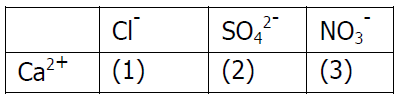 Cl⁻ SO₄²⁻ NO₃⁻
Ca²⁺ (1) (2) (3)